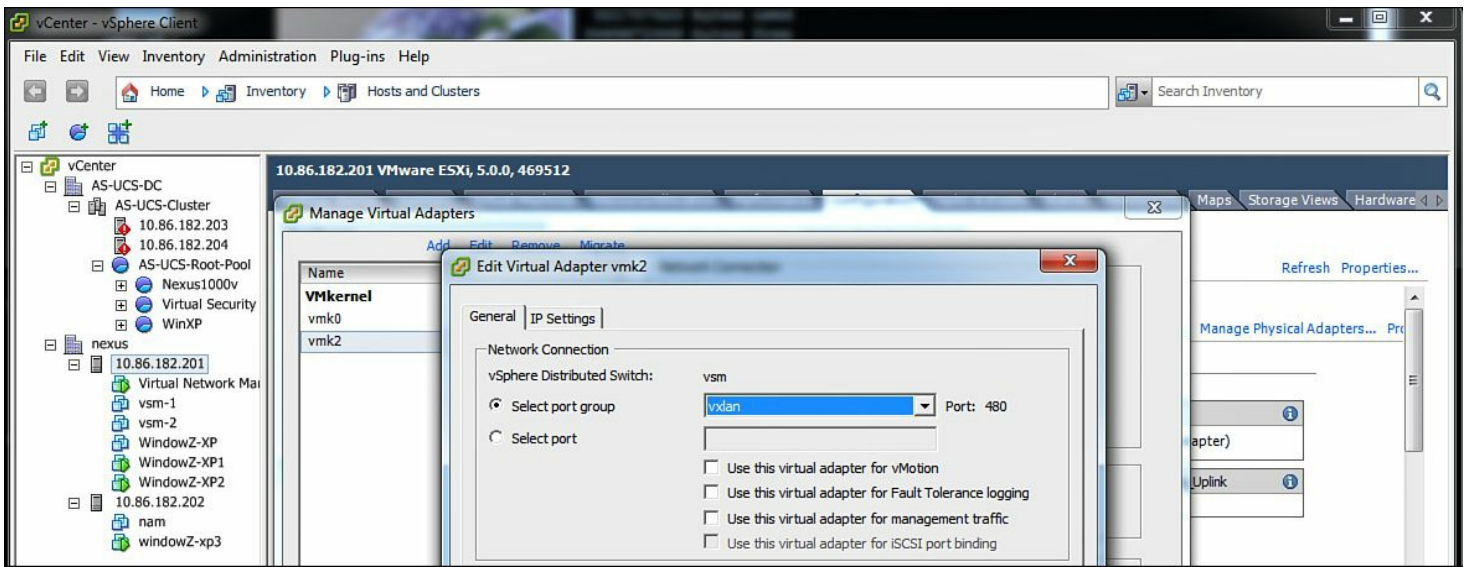 vCenter - vSphere Client
File Edit View Inventory Administration Plug-ins Help
Home Inventory Hosts and Clusters
Search Inventory
vCenter
AS-UCS-DC
AS-UCS-Cluster
10.86.182.203
10.86.182.204
AS-UCS-Root-Pool
Nexus1000v
Virtual Security
WinXP
nexus
10.86.182.201
Virtual Network Mai
vsm-1
vsm-2
WindowZ-XP
WindowZ-XP1
WindowZ-XP2
10.86.182.202
nam
windowZ-xp3
10.86.182.201 VMware ESXi, 5.0.0, 469512
Maps Storage Views Hardware
Manage Virtual Adapters
Add Edit Remove Migrate
Name
VMkernel
vmk0
vmk2
Edit Virtual Adapter vmk2
General IP Settings
Network Connection
vSphere Distributed Switch: vsm
Select port group vxlan Port: 480
Select port
Use this virtual adapter for vMotion
Use this virtual adapter for Fault Tolerance logging
Use this virtual adapter for management traffic
Use this virtual adapter for iSCSI port binding
Refresh Properties...
Manage Physical Adapters...
apter)
Uplink